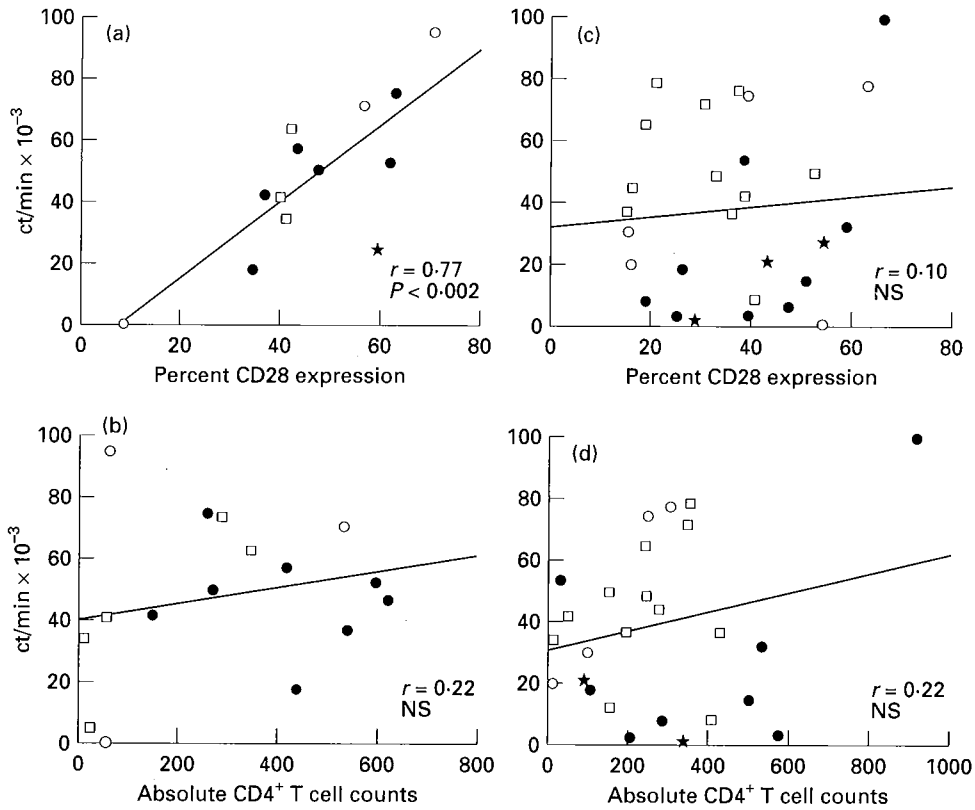 (a)
100
80
60
40
20
0
ct/min × 10⁻³
r = 0·77
P < 0·002
20 40 60 80
Percent CD28 expression
(c)
100
80
60
40
20
0
r = 0·10
NS
0 20 40 60 80
Percent CD28 expression
(b)
100
80
60
40
20
0
ct/min × 10⁻³
r = 0·22
NS
0 200 400 600 800
Absolute CD4⁺ T cell counts
(d)
100
80
60
40
20
0
r = 0·22
NS
0 200 400 600 800 1000
Absolute CD4⁺ T cell counts